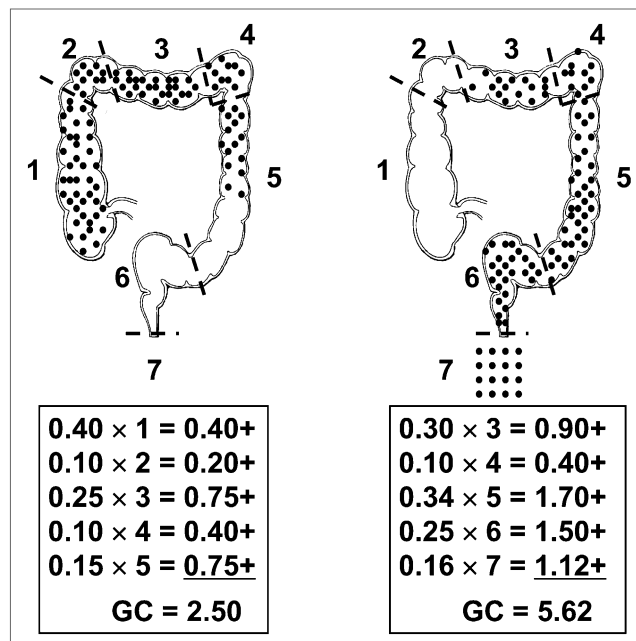 1
2
3
4
5
6
7
0.40 × 1 = 0.40+
0.10 × 2 = 0.20+
0.25 × 3 = 0.75+
0.10 × 4 = 0.40+
0.15 × 5 = 0.75+
GC = 2.50
1
2
3
4
5
6
7
0.30 × 3 = 0.90+
0.10 × 4 = 0.40+
0.34 × 5 = 1.70+
0.25 × 6 = 1.50+
0.16 × 7 = 1.12+
GC = 5.62